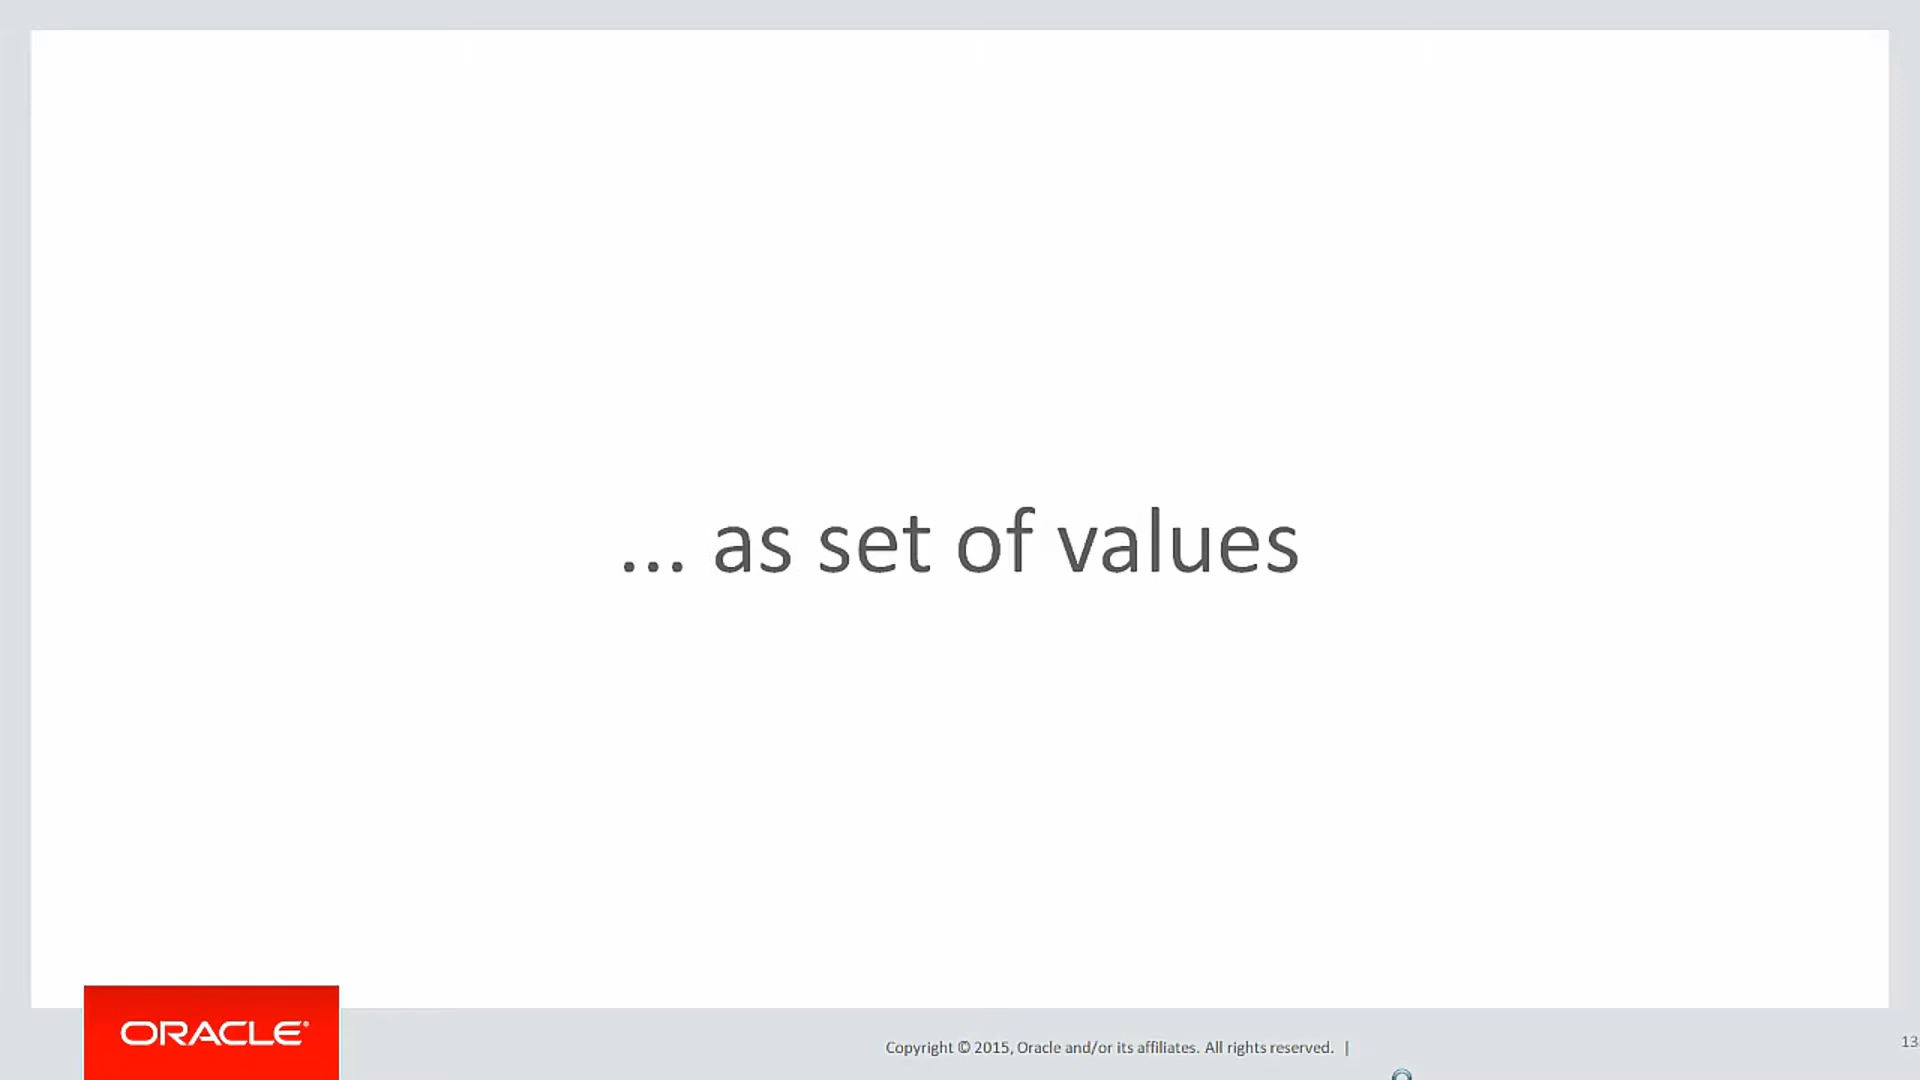 ... as set of values
ORACLE®
Copyright © 2015, Oracle and/or its affiliates. All rights reserved. |
13